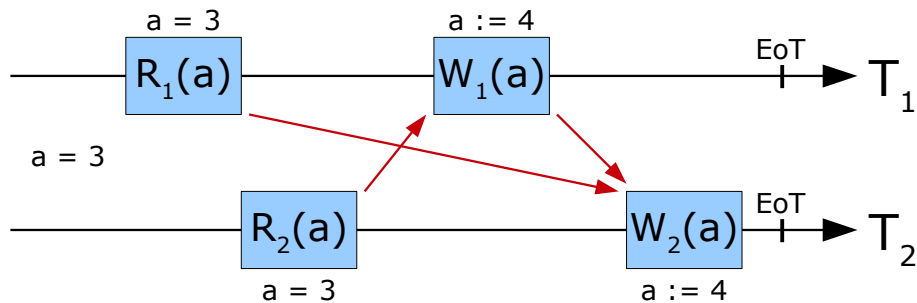 a = 3 a := 4
R1(a) W1(a) EoT T1
a = 3
R2(a) W2(a) EoT T2
a = 3 a := 4